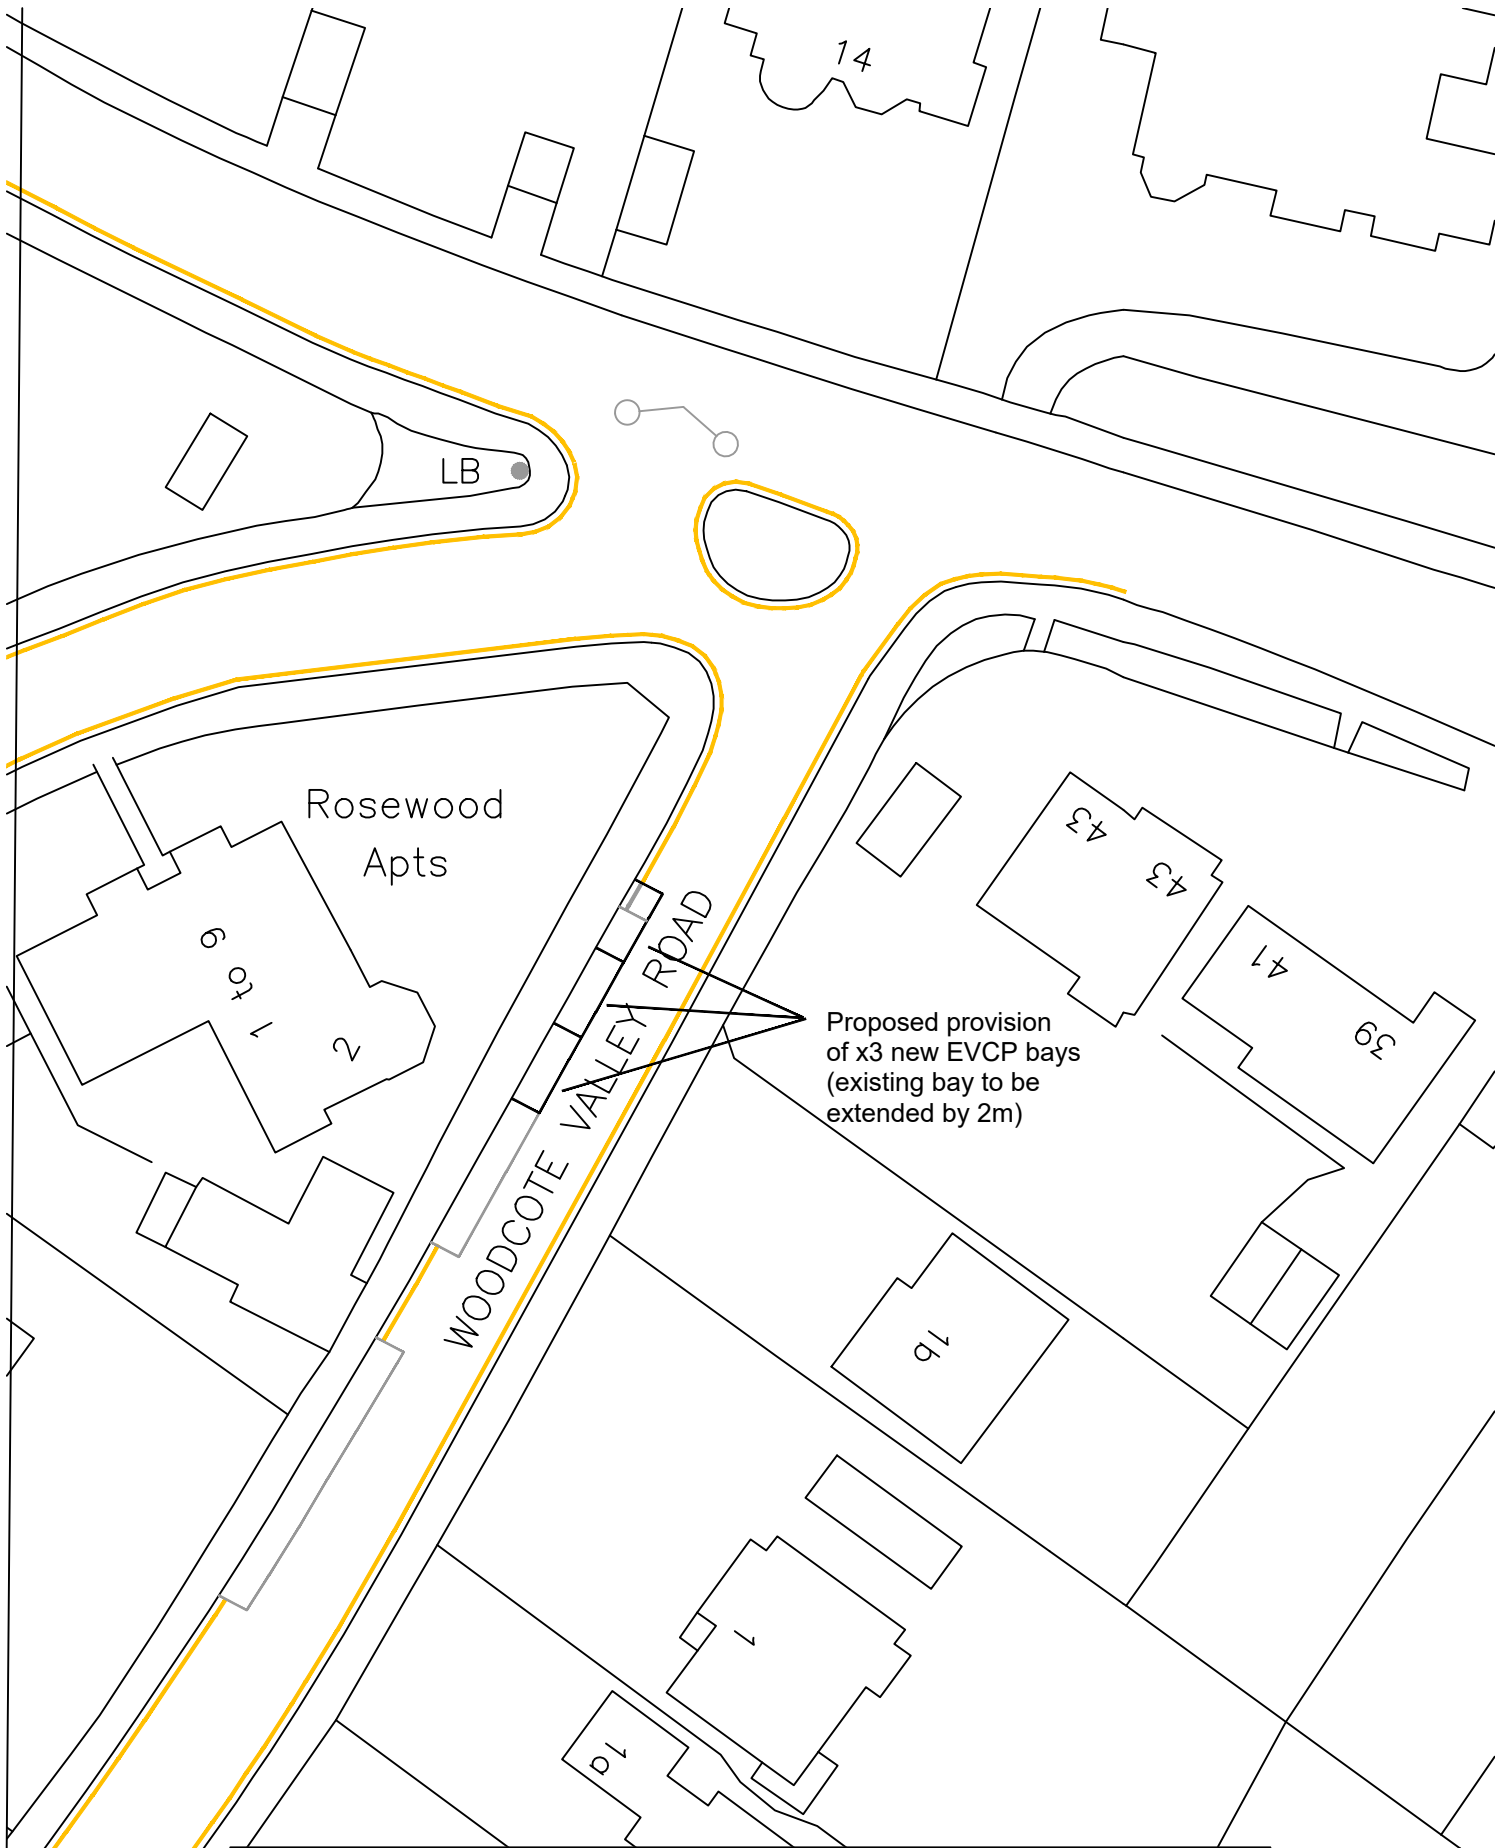 14
LB
Rosewood
Apts
43
43
41
39
1 to 9
2
WOODCOTE VALLEY ROAD
Proposed provision
of x3 new EVCP bays
(existing bay to be
extended by 2m)
1b
1
1a